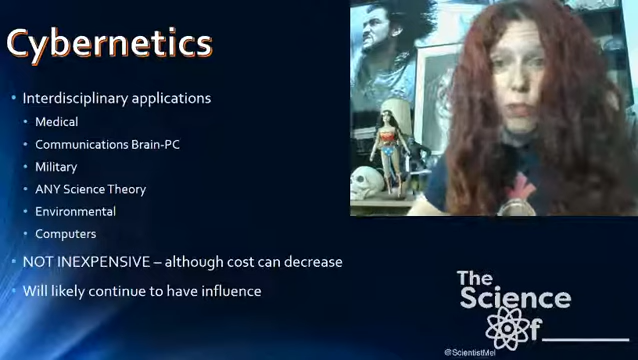 Cybernetics
Interdisciplinary applications
Medical
Communications Brain-PC
Military
ANY Science Theory
Environmental
Computers
NOT INEXPENSIVE – although cost can decrease
Will likely continue to have influence
The
Science
Of______
@ScientistMel